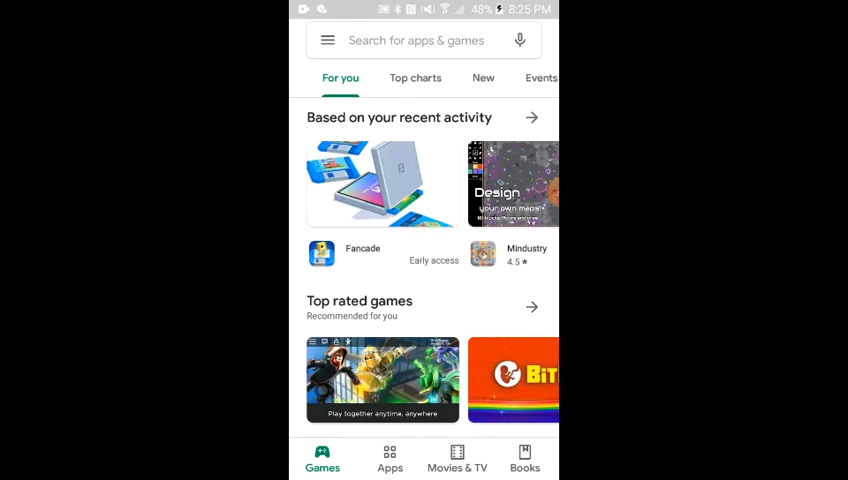 48% 8:25 PM
Search for apps & games
For you Top charts New Events
Based on your recent activity
Design
your own maps!
Fancade
Early access
Mindustry
4.5 ★
Top rated games
Recommended for you
Play together anytime, anywhere
BiT
Games Apps Movies & TV Books